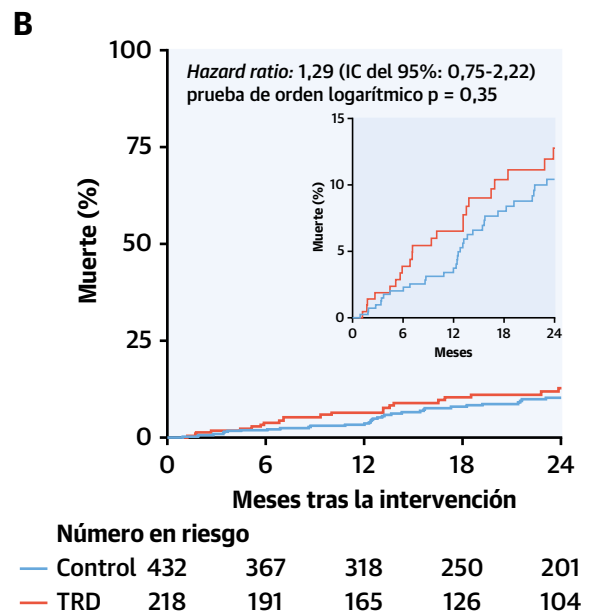 B
Hazard ratio: 1,29 (IC del 95%: 0,75-2,22)
prueba de orden logarítmico p = 0,35
Muerte (%)
100
75
50
25
0
0 6 12 18 24
Meses tras la intervención
Muerte (%)
15
10
5
0
0 6 12 18 24
Meses
Número en riesgo
Control 432 367 318 250 201
TRD 218 191 165 126 104